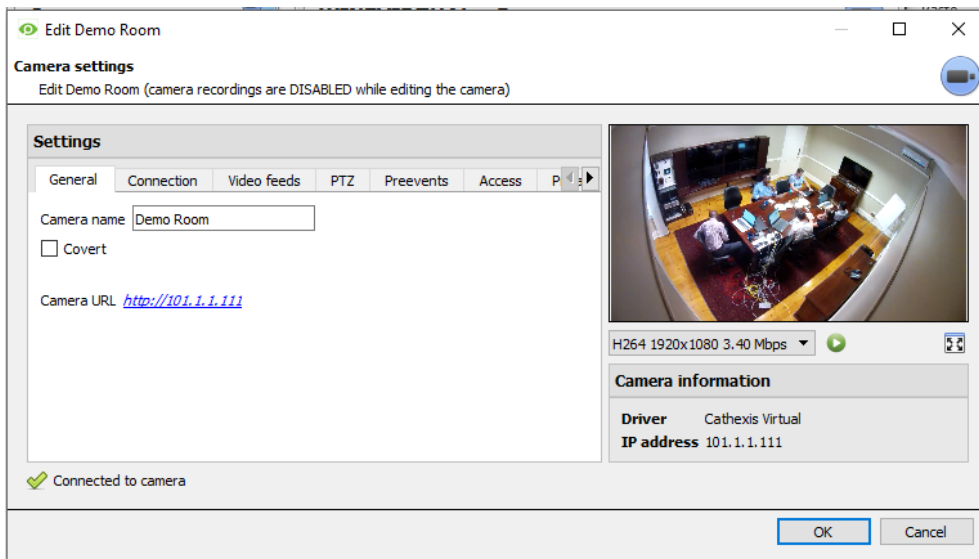 Edit Demo Room
Camera settings
Edit Demo Room (camera recordings are DISABLED while editing the camera)
Settings
General Connection Video feeds PTZ Preevents Access
Camera name Demo Room
Covert
Camera URL http://101.1.1.111
H264 1920x1080 3.40 Mbps
Camera information
Driver Cathexis Virtual
IP address 101.1.1.111
Connected to camera
OK Cancel